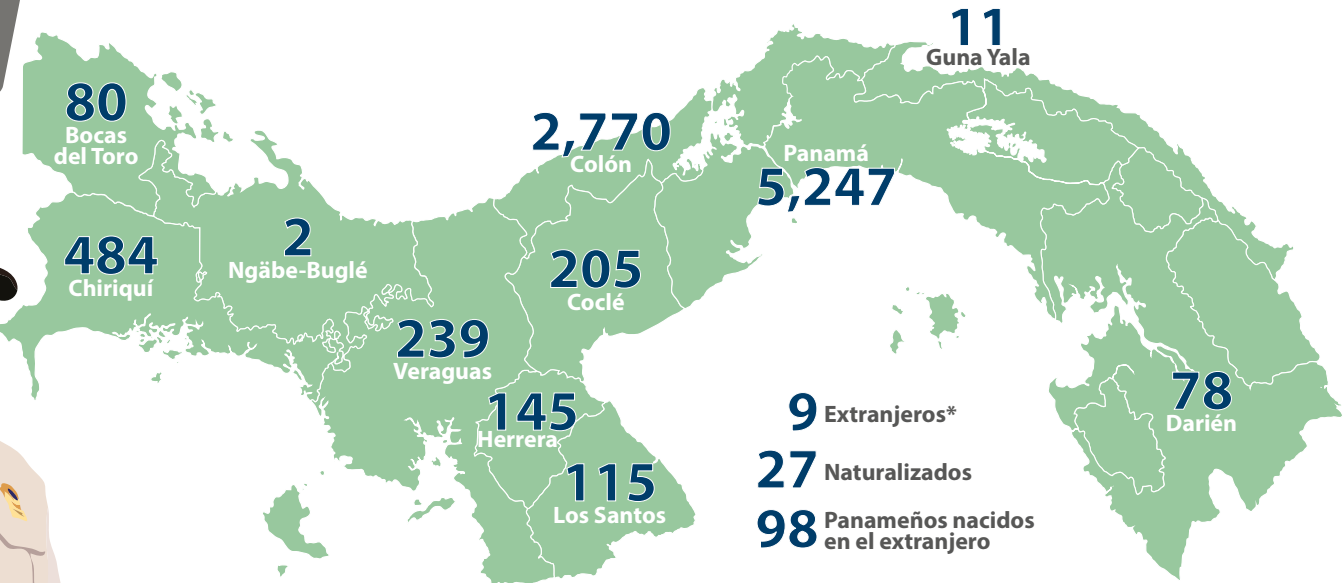 11
Guna Yala
80
Bocas
del Toro
2,770
Colón
Panamá
5,247
484
Chiriquí
2
Ngäbe-Buglé
205
Coclé
239
Veraguas
145
Herrera
115
Los Santos
78
Darién
9 Extranjeros*
27 Naturalizados
98 Panameños nacidos
en el extranjero